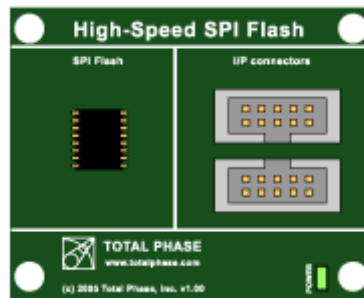 High-Speed SPI Flash
SPI Flash
I/P connectors
TOTAL PHASE
www.totalphase.com
(c) 2005 Total Phase, Inc. v1.00
POWER